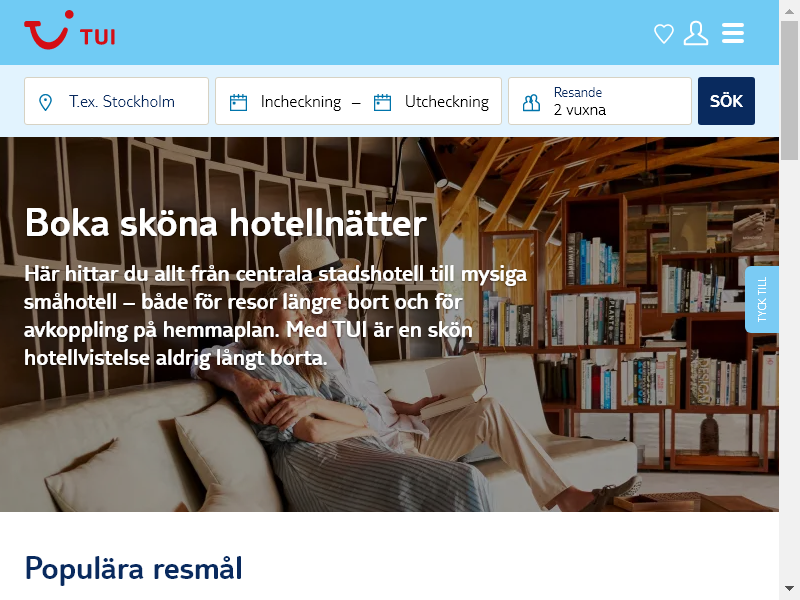 TUI
T.ex. Stockholm
Incheckning – Utcheckning
Resande
2 vuxna
SÖK
Boka sköna hotellnätter
Här hittar du allt från centrala stadshotell till mysiga
småhotell – både för resor längre bort och för
avkoppling på hemmaplan. Med TUI är en skön
hotellvistelse aldrig långt borta.
TYCK TILL
Populära resmål